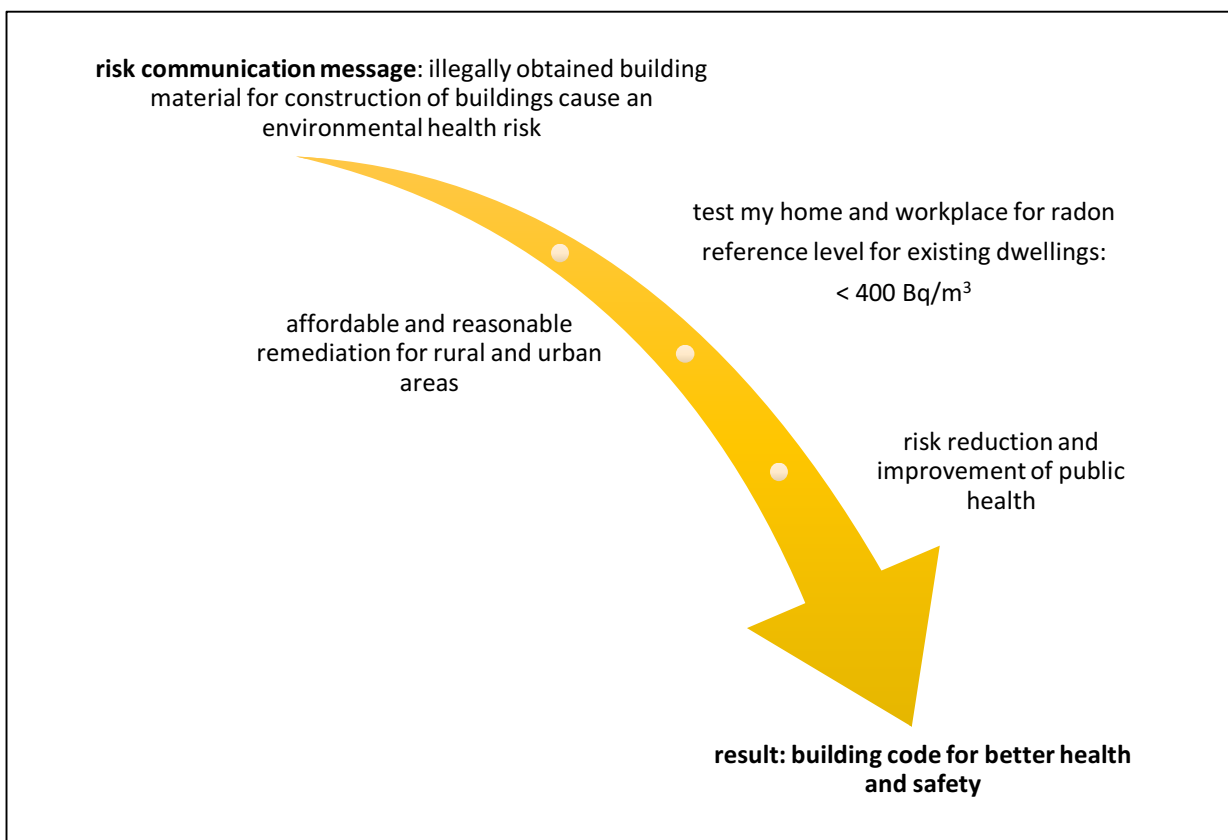 risk communication message: illegally obtained building
material for construction of buildings cause an
environmental health risk
test my home and workplace for radon
reference level for existing dwellings:
< 400 Bq/m³
affordable and reasonable
remediation for rural and urban
areas
risk reduction and
improvement of public
health
result: building code for better health
and safety